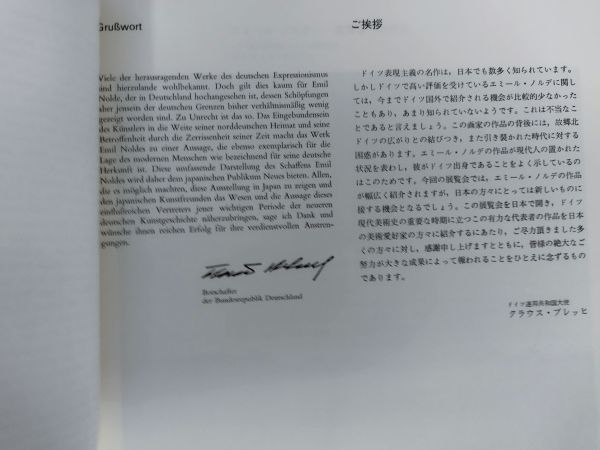 Grußwort
Viele der herausragenden Werke des deutschen Expressionismus
sind hierzulande wohlbekannt. Doch gilt dies kaum für Emil
Nolde, der in Deutschland hochangesehen ist, dessen Schöpfungen
aber jenseit der deutschen Grenzen bisher verhältnismäßig wenig
gezeigt worden sind. Zu Unrecht ist das so. Das Eingebundensein
des Künstlers in die Weite seiner norddeutschen Heimat und seine
Betroffenheit durch die Zerrissenheit seiner Zeit macht das Werk
Emil Noldes zu einer Aussage, die ebenso exemplarisch für die
Lage des modernen Menschen wie bezeichnend für seine deutsche
Herkunft ist. Diese umfassende Darstellung des Schaffens Emil
Noldes wird daher dem japanischen Publikum Neues bieten. Allen,
die es möglich machten, diese Ausstellung in Japan zu zeigen und
den japanischen Kunstfreunden das Wesen und die Aussage dieses
einflußreichen Vertreters jener wichtigen Periode der neueren
deutschen Kunstgeschichte näherzubringen, sage ich Dank und
wünsche ihnen reichen Erfolg für ihre verdienstvollen Anstren-
gungen.
Botschafter
der Bundesrepublik Deutschland
ご挨拶
ドイツ表現主義の名作は，日本でも数多く知られています。
しかしドイツで高い評価を受けているエミール・ノルデに関し
ては，今までドイツ国外で紹介される機会が比較的少なかった
こともあり，あまり知られていないようです。これは不当なこ
とであると言えましょう。この画家の作品の背後には，故郷北
ドイツの広がりとの結びつき，また引き裂かれた時代に対する
困惑があります。エミール・ノルデの作品が現代人の置かれた
状況を表わし，彼がドイツ出身であることをよく示しているの
はこのためです。今回の展覧会では，エミール・ノルデの作品
が幅広く紹介されますが，日本の方々にとっては新しいものに
接する機会となるでしょう。この展覧会を日本で開き，ドイツ
現代美術史の重要な時期に立つこの有力な代表者の作品を日本
の美術愛好家の方々に紹介するにあたり，ご尽力頂きました多
くの方々に対し，感謝申し上げますとともに，皆様の絶大なご
努力が大きな成果によって報われることをひとえに念ずるもの
であります。
ドイツ連邦共和国大使
クラウス・ブレッヒ